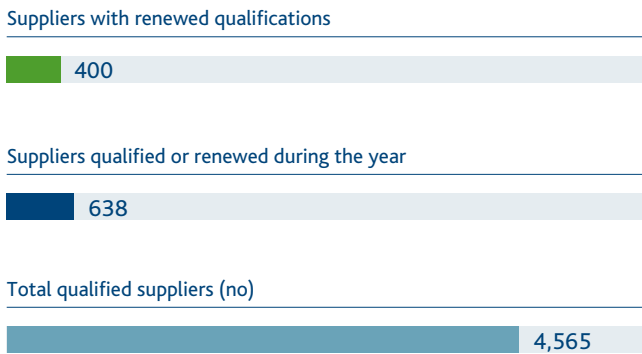 Suppliers with renewed qualifications
400
Suppliers qualified or renewed during the year
638
Total qualified suppliers (no)
4,565